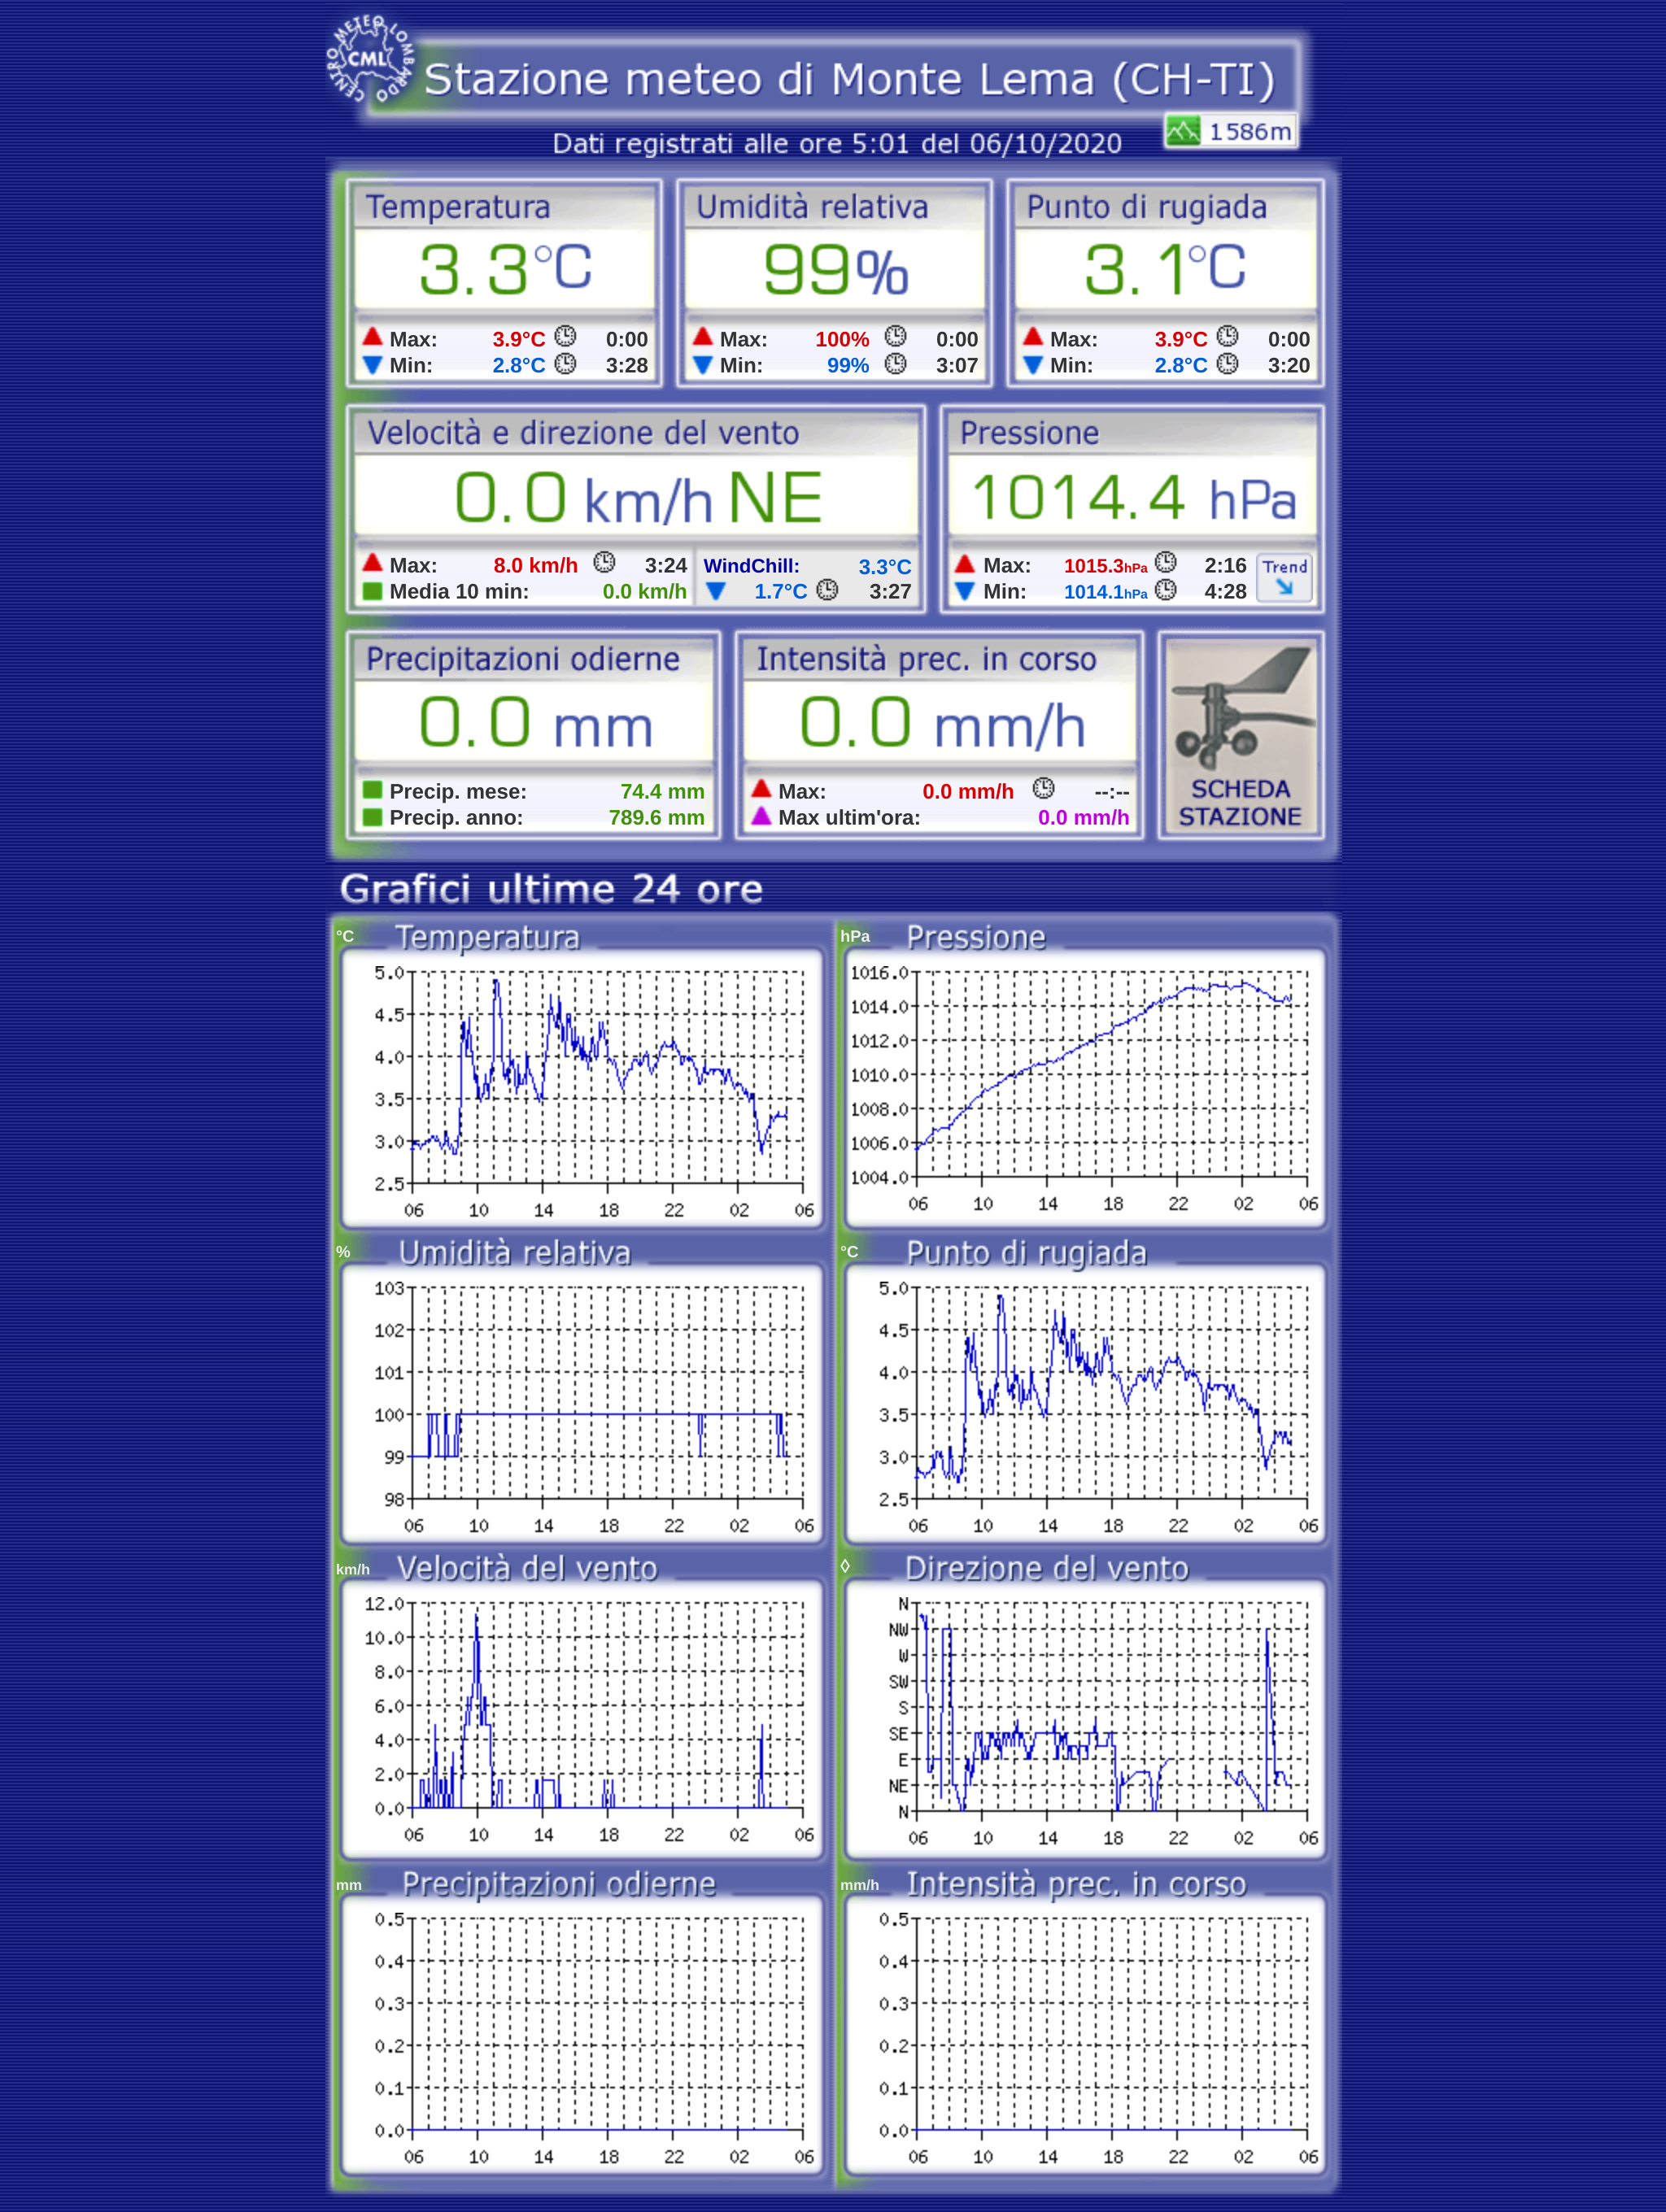 CENTRO METEO LOMBARDO
CML
Stazione meteo di Monte Lema (CH-TI)
Dati registrati alle ore 5:01 del 06/10/2020
1586m
Temperatura
3.3°C
Max: 3.9°C 0:00
Min: 2.8°C 3:28
Umidità relativa
99%
Max: 100% 0:00
Min: 99% 3:07
Punto di rugiada
3.1°C
Max: 3.9°C 0:00
Min: 2.8°C 3:20
Velocità e direzione del vento
0.0 km/h NE
Max: 8.0 km/h 3:24
Media 10 min: 0.0 km/h
WindChill: 3.3°C
1.7°C 3:27
Pressione
1014.4 hPa
Max: 1015.3hPa 2:16
Min: 1014.1hPa 4:28
Trend
Precipitazioni odierne
0.0 mm
Precip. mese: 74.4 mm
Precip. anno: 789.6 mm
Intensità prec. in corso
0.0 mm/h
Max: 0.0 mm/h --:--
Max ultim'ora: 0.0 mm/h
SCHEDA
STAZIONE
Grafici ultime 24 ore
°C Temperatura
5.0
4.5
4.0
3.5
3.0
2.5
06 10 14 18 22 02 06
hPa Pressione
1016.0
1014.0
1012.0
1010.0
1008.0
1006.0
1004.0
06 10 14 18 22 02 06
% Umidità relativa
103
102
101
100
99
98
06 10 14 18 22 02 06
°C Punto di rugiada
5.0
4.5
4.0
3.5
3.0
2.5
06 10 14 18 22 02 06
km/h Velocità del vento
12.0
10.0
8.0
6.0
4.0
2.0
0.0
06 10 14 18 22 02 06
◊ Direzione del vento
N
NW
W
SW
S
SE
E
NE
N
06 10 14 18 22 02 06
mm Precipitazioni odierne
0.5
0.4
0.3
0.2
0.1
0.0
06 10 14 18 22 02 06
mm/h Intensità prec. in corso
0.5
0.4
0.3
0.2
0.1
0.0
06 10 14 18 22 02 06